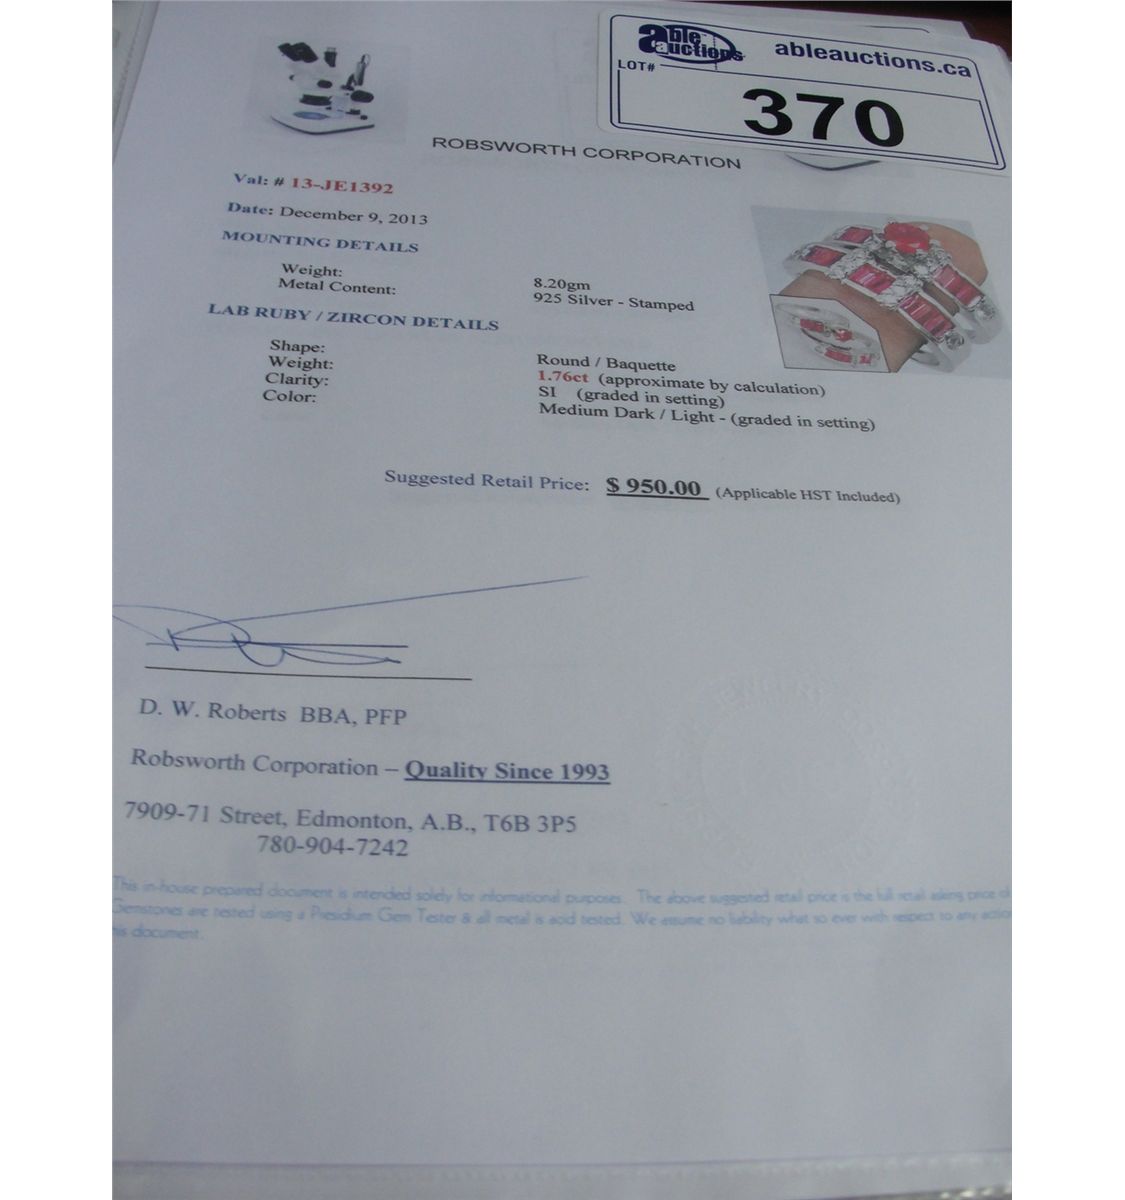 able auctions
ableauctions.ca
LOT#
370
ROBSWORTH CORPORATION
Val: # 13-JE1392
Date: December 9, 2013
MOUNTING DETAILS
Weight: 8.20gm
Metal Content: 925 Silver - Stamped
LAB RUBY / ZIRCON DETAILS
Shape: Round / Baquette
Weight: 1.76ct (approximate by calculation)
Clarity: SI (graded in setting)
Color: Medium Dark / Light - (graded in setting)
Suggested Retail Price: $ 950.00 (Applicable HST Included)
D. W. Roberts BBA, PFP
Robsworth Corporation – Quality Since 1993
7909-71 Street, Edmonton, A.B., T6B 3P5
780-904-7242
This in-house prepared document is intended solely for informational purposes. The above suggested retail price is the full retail asking price of
Gemstones are tested using a Presidium Gem Tester & all metal is acid tested. We assume no liability what so ever with respect to any action
his document.